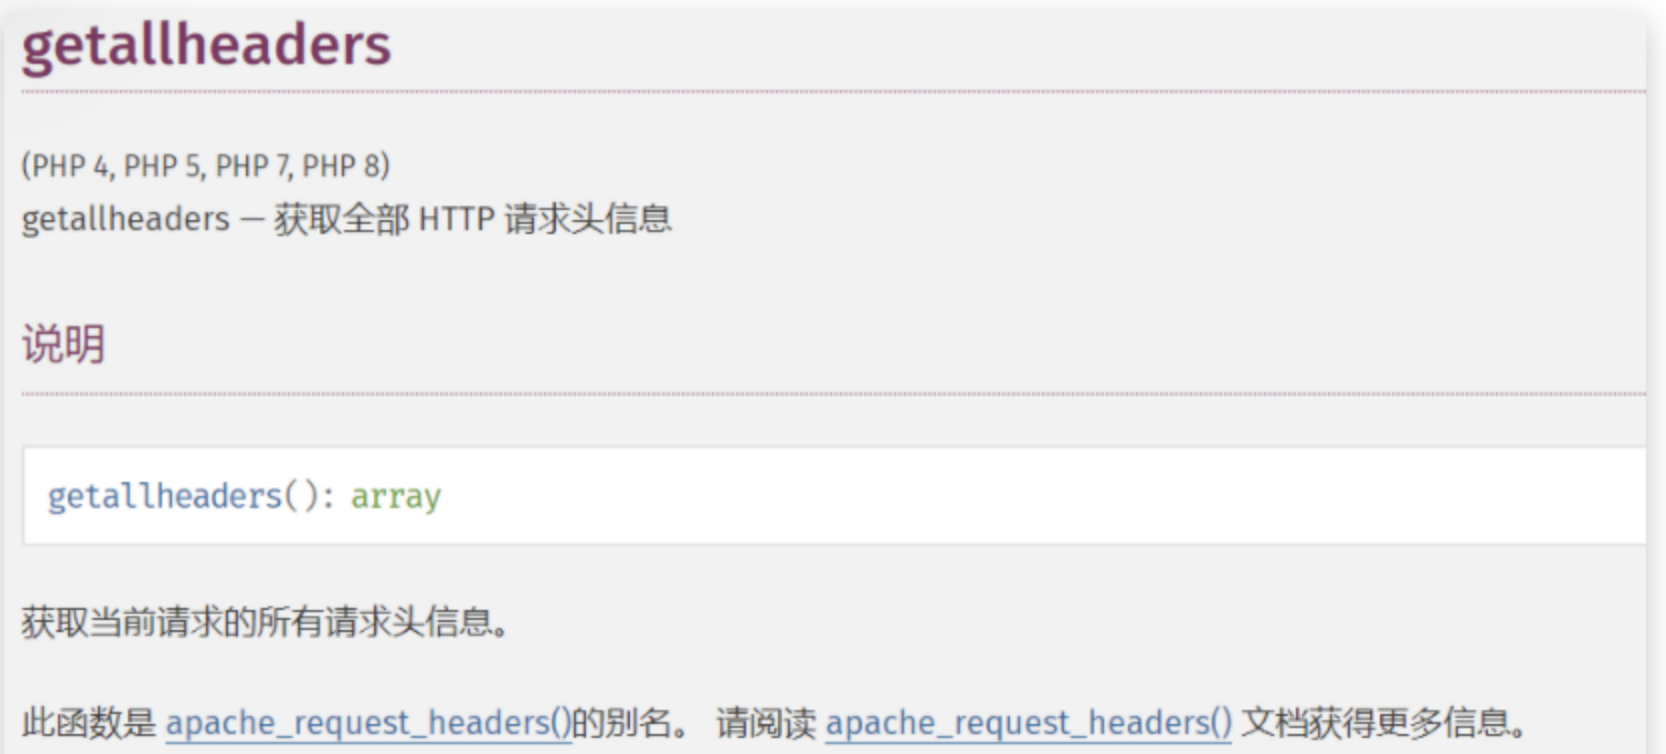 getallheaders
(PHP 4, PHP 5, PHP 7, PHP 8)
getallheaders — 获取全部 HTTP 请求头信息
说明
getallheaders(): array
获取当前请求的所有请求头信息。
此函数是 apache_request_headers()的别名。 请阅读 apache_request_headers() 文档获得更多信息。